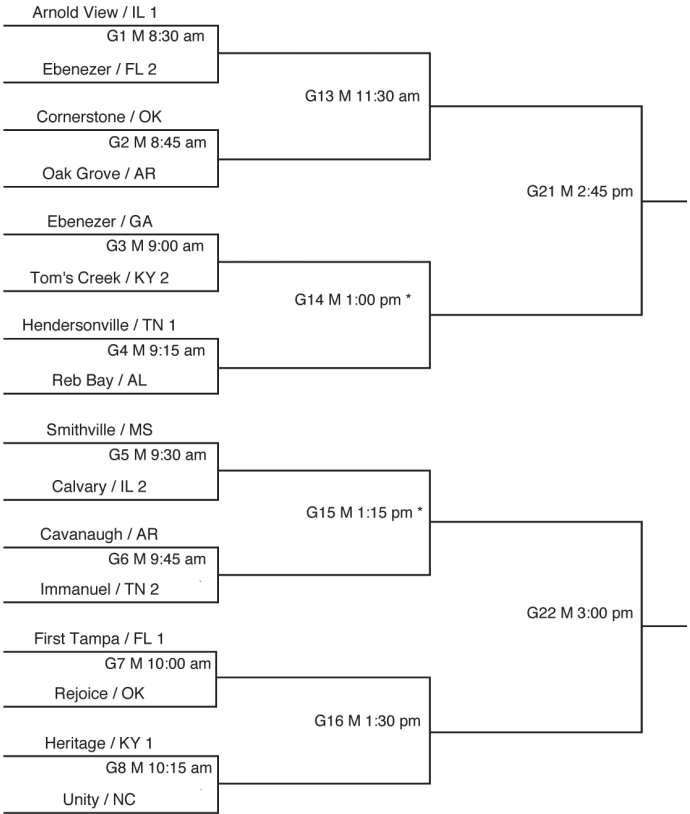 Arnold View / IL 1
G1 M 8:30 am
Ebenezer / FL 2
G13 M 11:30 am
Cornerstone / OK
G2 M 8:45 am
Oak Grove / AR
G21 M 2:45 pm
Ebenezer / GA
G3 M 9:00 am
Tom's Creek / KY 2
G14 M 1:00 pm *
Hendersonville / TN 1
G4 M 9:15 am
Reb Bay / AL
Smithville / MS
G5 M 9:30 am
Calvary / IL 2
G15 M 1:15 pm *
Cavanaugh / AR
G6 M 9:45 am
Immanuel / TN 2
G22 M 3:00 pm
First Tampa / FL 1
G7 M 10:00 am
Rejoice / OK
G16 M 1:30 pm
Heritage / KY 1
G8 M 10:15 am
Unity / NC